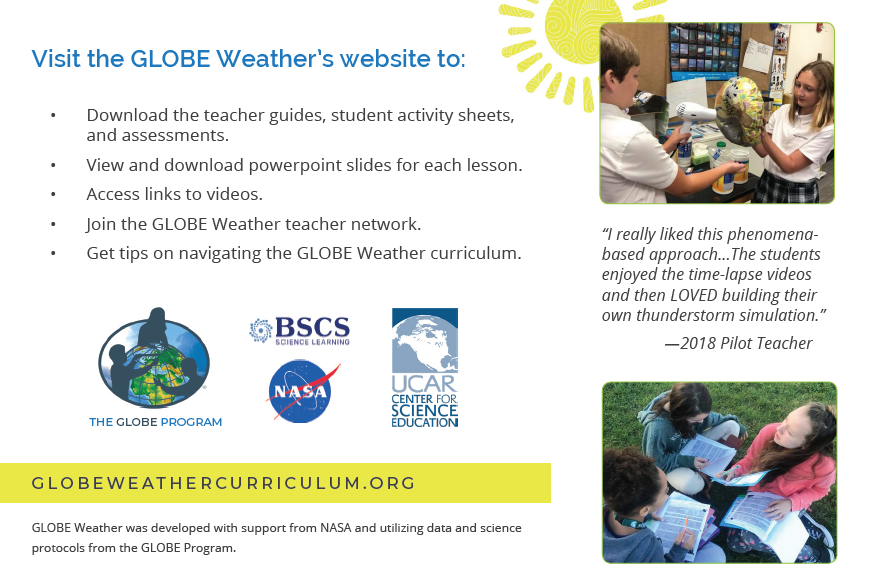 Visit the GLOBE Weather’s website to:
• Download the teacher guides, student activity sheets,
and assessments.
• View and download powerpoint slides for each lesson.
• Access links to videos.
• Join the GLOBE Weather teacher network.
• Get tips on navigating the GLOBE Weather curriculum.
THE GLOBE PROGRAM
BSCS
SCIENCE LEARNING
NASA
UCAR
CENTER FOR
SCIENCE
EDUCATION
GLOBEWEATHERCURRICULUM.ORG
GLOBE Weather was developed with support from NASA and utilizing data and science
protocols from the GLOBE Program.
“I really liked this phenomena-
based approach...The students
enjoyed the time-lapse videos
and then LOVED building their
own thunderstorm simulation.”
—2018 Pilot Teacher